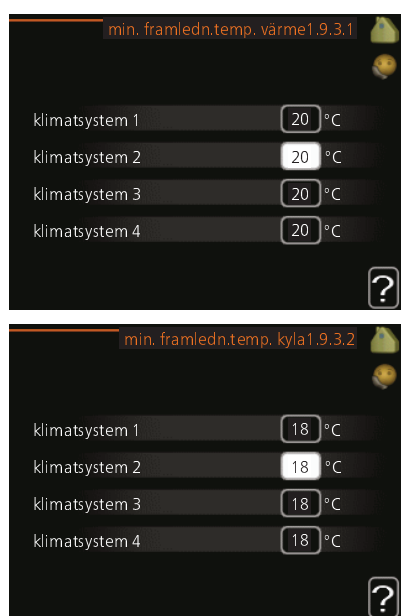 min. framledn.temp. värme1.9.3.1
klimatsystem 1 20 °C
klimatsystem 2 20 °C
klimatsystem 3 20 °C
klimatsystem 4 20 °C
?
min. framledn.temp. kyla1.9.3.2
klimatsystem 1 18 °C
klimatsystem 2 18 °C
klimatsystem 3 18 °C
klimatsystem 4 18 °C
?